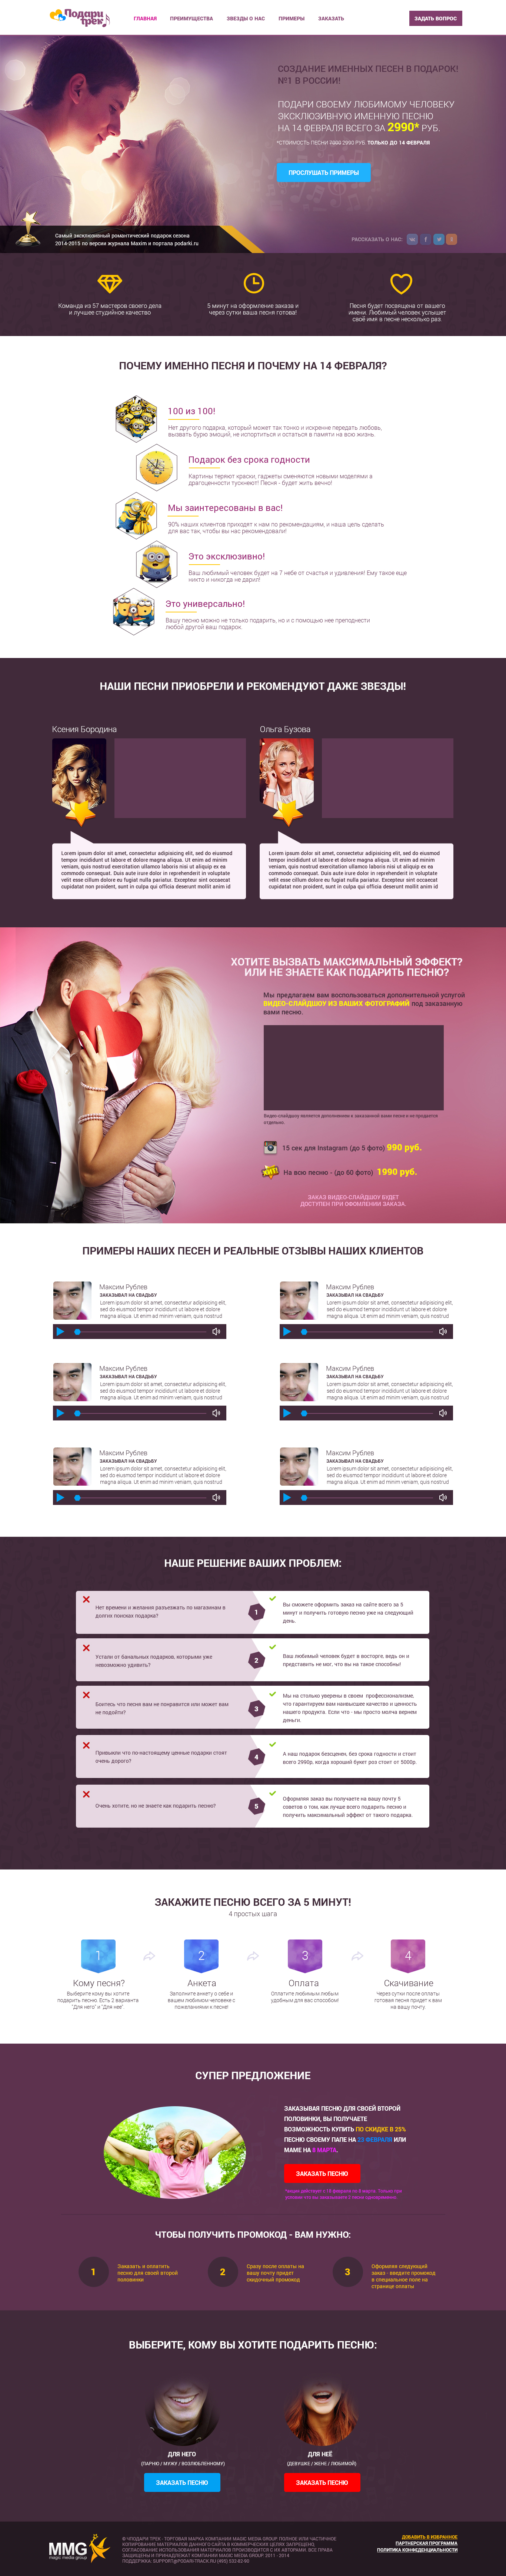 Подари трек
ГЛАВНАЯ ПРЕИМУЩЕСТВА ЗВЕЗДЫ О НАС ПРИМЕРЫ ЗАКАЗАТЬ
ЗАДАТЬ ВОПРОС
СОЗДАНИЕ ИМЕННЫХ ПЕСЕН В ПОДАРОК!
№1 В РОССИИ!
ПОДАРИ СВОЕМУ ЛЮБИМОМУ ЧЕЛОВЕКУ
ЭКСКЛЮЗИВНУЮ ИМЕННУЮ ПЕСНЮ
НА 14 ФЕВРАЛЯ ВСЕГО ЗА 2990* РУБ.
*СТОИМОСТЬ ПЕСНИ 7000 2990 РУБ. ТОЛЬКО ДО 14 ФЕВРАЛЯ
ПРОСЛУШАТЬ ПРИМЕРЫ
Самый эксклюзивный романтический подарок сезона
2014-2015 по версии журнала Maxim и портала podarki.ru
РАССКАЗАТЬ О НАС:
Команда из 57 мастеров своего дела
и лучшее студийное качество
5 минут на оформление заказа и
через сутки ваша песня готова!
Песня будет посвящена от вашего
имени. Любимый человек услышит
своё имя в песне несколько раз.
ПОЧЕМУ ИМЕННО ПЕСНЯ И ПОЧЕМУ НА 14 ФЕВРАЛЯ?
100 из 100!
Нет другого подарка, который может так тонко и искренне передать любовь,
вызвать бурю эмоций, не испортиться и остаться в памяти на всю жизнь.
Подарок без срока годности
Картины теряют краски, гаджеты сменяются новыми моделями а
драгоценности тускнеют! Песня - будет жить вечно!
Мы заинтересованы в вас!
90% наших клиентов приходят к нам по рекомендациям, и наша цель сделать
для вас так, чтобы вы нас рекомендовали!
Это эксклюзивно!
Ваш любимый человек будет на 7 небе от счастья и удивления! Ему такое еще
никто и никогда не дарил!
Это универсально!
Вашу песню можно не только подарить, но и с помощью нее преподнести
любой другой ваш подарок.
НАШИ ПЕСНИ ПРИОБРЕЛИ И РЕКОМЕНДУЮТ ДАЖЕ ЗВЕЗДЫ!
Ксения Бородина
Ольга Бузова
Lorem ipsum dolor sit amet, consectetur adipisicing elit, sed do eiusmod
tempor incididunt ut labore et dolore magna aliqua. Ut enim ad minim
veniam, quis nostrud exercitation ullamco laboris nisi ut aliquip ex ea
commodo consequat. Duis aute irure dolor in reprehenderit in voluptate
velit esse cillum dolore eu fugiat nulla pariatur. Excepteur sint occaecat
cupidatat non proident, sunt in culpa qui officia deserunt mollit anim id
Lorem ipsum dolor sit amet, consectetur adipisicing elit, sed do eiusmod
tempor incididunt ut labore et dolore magna aliqua. Ut enim ad minim
veniam, quis nostrud exercitation ullamco laboris nisi ut aliquip ex ea
commodo consequat. Duis aute irure dolor in reprehenderit in voluptate
velit esse cillum dolore eu fugiat nulla pariatur. Excepteur sint occaecat
cupidatat non proident, sunt in culpa qui officia deserunt mollit anim id
ХОТИТЕ ВЫЗВАТЬ МАКСИМАЛЬНЫЙ ЭФФЕКТ?
ИЛИ НЕ ЗНАЕТЕ КАК ПОДАРИТЬ ПЕСНЮ?
Мы предлагаем вам воспользоваться дополнительной услугой
ВИДЕО-СЛАЙДШОУ ИЗ ВАШИХ ФОТОГРАФИЙ под заказанную
вами песню.
Видео-слайдшоу является дополнением к заказанной вами песне и не продается
отдельно.
15 сек для Instagram (до 5 фото) 990 руб.
ХИТ! На всю песню - (до 60 фото) 1990 руб.
ЗАКАЗ ВИДЕО-СЛАЙДШОУ БУДЕТ
ДОСТУПЕН ПРИ ОФОМЛЕНИИ ЗАКАЗА.
ПРИМЕРЫ НАШИХ ПЕСЕН И РЕАЛЬНЫЕ ОТЗЫВЫ НАШИХ КЛИЕНТОВ
Максим Рублев
ЗАКАЗЫВАЛ НА СВАДЬБУ
Lorem ipsum dolor sit amet, consectetur adipisicing elit,
sed do eiusmod tempor incididunt ut labore et dolore
magna aliqua. Ut enim ad minim veniam, quis nostrud
Максим Рублев
ЗАКАЗЫВАЛ НА СВАДЬБУ
Lorem ipsum dolor sit amet, consectetur adipisicing elit,
sed do eiusmod tempor incididunt ut labore et dolore
magna aliqua. Ut enim ad minim veniam, quis nostrud
Максим Рублев
ЗАКАЗЫВАЛ НА СВАДЬБУ
Lorem ipsum dolor sit amet, consectetur adipisicing elit,
sed do eiusmod tempor incididunt ut labore et dolore
magna aliqua. Ut enim ad minim veniam, quis nostrud
Максим Рублев
ЗАКАЗЫВАЛ НА СВАДЬБУ
Lorem ipsum dolor sit amet, consectetur adipisicing elit,
sed do eiusmod tempor incididunt ut labore et dolore
magna aliqua. Ut enim ad minim veniam, quis nostrud
Максим Рублев
ЗАКАЗЫВАЛ НА СВАДЬБУ
Lorem ipsum dolor sit amet, consectetur adipisicing elit,
sed do eiusmod tempor incididunt ut labore et dolore
magna aliqua. Ut enim ad minim veniam, quis nostrud
Максим Рублев
ЗАКАЗЫВАЛ НА СВАДЬБУ
Lorem ipsum dolor sit amet, consectetur adipisicing elit,
sed do eiusmod tempor incididunt ut labore et dolore
magna aliqua. Ut enim ad minim veniam, quis nostrud
НАШЕ РЕШЕНИЕ ВАШИХ ПРОБЛЕМ:
Нет времени и желания разъезжать по магазинам в
долгих поисках подарка?
1
Вы сможете оформить заказ на сайте всего за 5
минут и получить готовую песню уже на следующий
день.
Устали от банальных подарков, которыми уже
невозможно удивить?
2
Ваш любимый человек будет в восторге, ведь он и
представить не мог, что вы на такое способны!
Боитесь что песня вам не понравится или может вам
не подойти?
3
Мы на столько уверены в своем профессионализме,
что гарантируем вам наивысшее качество и ценность
нашего продукта. Если что - мы просто молча вернем
деньги.
Привыкли что по-настоящему ценные подарки стоят
очень дорого?
4
А наш подарок безсценен, без срока годности и стоит
всего 2990р, когда хороший букет роз стоит от 5000р.
Очень хотите, но не знаете как подарить песню?
5
Оформляя заказ вы получаете на вашу почту 5
советов о том, как лучше всего подарить песню и
получить максимальный эффект от такого подарка.
ЗАКАЖИТЕ ПЕСНЮ ВСЕГО ЗА 5 МИНУТ!
4 простых шага
1 2 3 4
Кому песня? Анкета Оплата Скачивание
Выберите кому вы хотите
подарить песню. Есть 2 варианта
"Для него" и "Для нее"
Заполните анкету о себе и
вашем любимом человеке с
пожеланиями к песне!
Оплатите любимым любым
удобным для вас способом!
Через сутки после оплаты
готовая песня придет к вам
на вашу почту.
СУПЕР ПРЕДЛОЖЕНИЕ
ЗАКАЗЫВАЯ ПЕСНЮ ДЛЯ СВОЕЙ ВТОРОЙ
ПОЛОВИНКИ, ВЫ ПОЛУЧАЕТЕ
ВОЗМОЖНОСТЬ КУПИТЬ ПО СКИДКЕ В 25%
ПЕСНЮ СВОЕМУ ПАПЕ НА 23 ФЕВРАЛЯ ИЛИ
МАМЕ НА 8 МАРТА.
ЗАКАЗАТЬ ПЕСНЮ
ЧТОБЫ ПОЛУЧИТЬ ПРОМОКОД - ВАМ НУЖНО:
1
Заказать и оплатить
песню для своей второй
половинки
2
Сразу после оплаты на
вашу почту придет
скидочный промокод
3
Оформляя следующий
заказ - введите промокод
в специальное поле на
странице оплаты
ВЫБЕРИТЕ, КОМУ ВЫ ХОТИТЕ ПОДАРИТЬ ПЕСНЮ:
ДЛЯ НЕГО
(ПАРНЮ / МУЖУ / ВОЗЛЮБЛЕННОМУ)
ЗАКАЗАТЬ ПЕСНЮ
ДЛЯ НЕЁ
(ДЕВУШКЕ / ЖЕНЕ / ЛЮБИМОЙ)
ЗАКАЗАТЬ ПЕСНЮ
MMG
magic media group
© ЧПОДАРИ ТРЕК - ТОРГОВАЯ МАРКА КОМПАНИИ MAGIC MEDIA GROUP. ПОЛНОЕ ИЛИ ЧАСТИЧНОЕ
КОПИРОВАНИЕ МАТЕРИАЛОВ ДАННОГО САЙТА В КОММЕРЧЕСКИХ ЦЕЛЯХ ЗАПРЕЩЕНО,
СОГЛАСОВАНИЕ ИСПОЛЬЗОВАНИЯ МАТЕРИАЛОВ ПРОИЗВОДИТСЯ С ИХ АВТОРАМИ. ВСЕ ПРАВА
ЗАЩИЩЕНЫ И ПРИНАДЛЕЖАТ КОМПАНИИ MAGIC MEDIA GROUP. 2011 - 2014
ПОДДЕРЖКА: SUPPORT@PODARI-TRACK.RU (495) 532-82-60
ДОБАВИТЬ В ИЗБРАННОЕ
ПАРТНЕРСКАЯ ПРОГРАММА
ПОЛИТИКА КОНФИДЕНЦИАЛЬНОСТИ